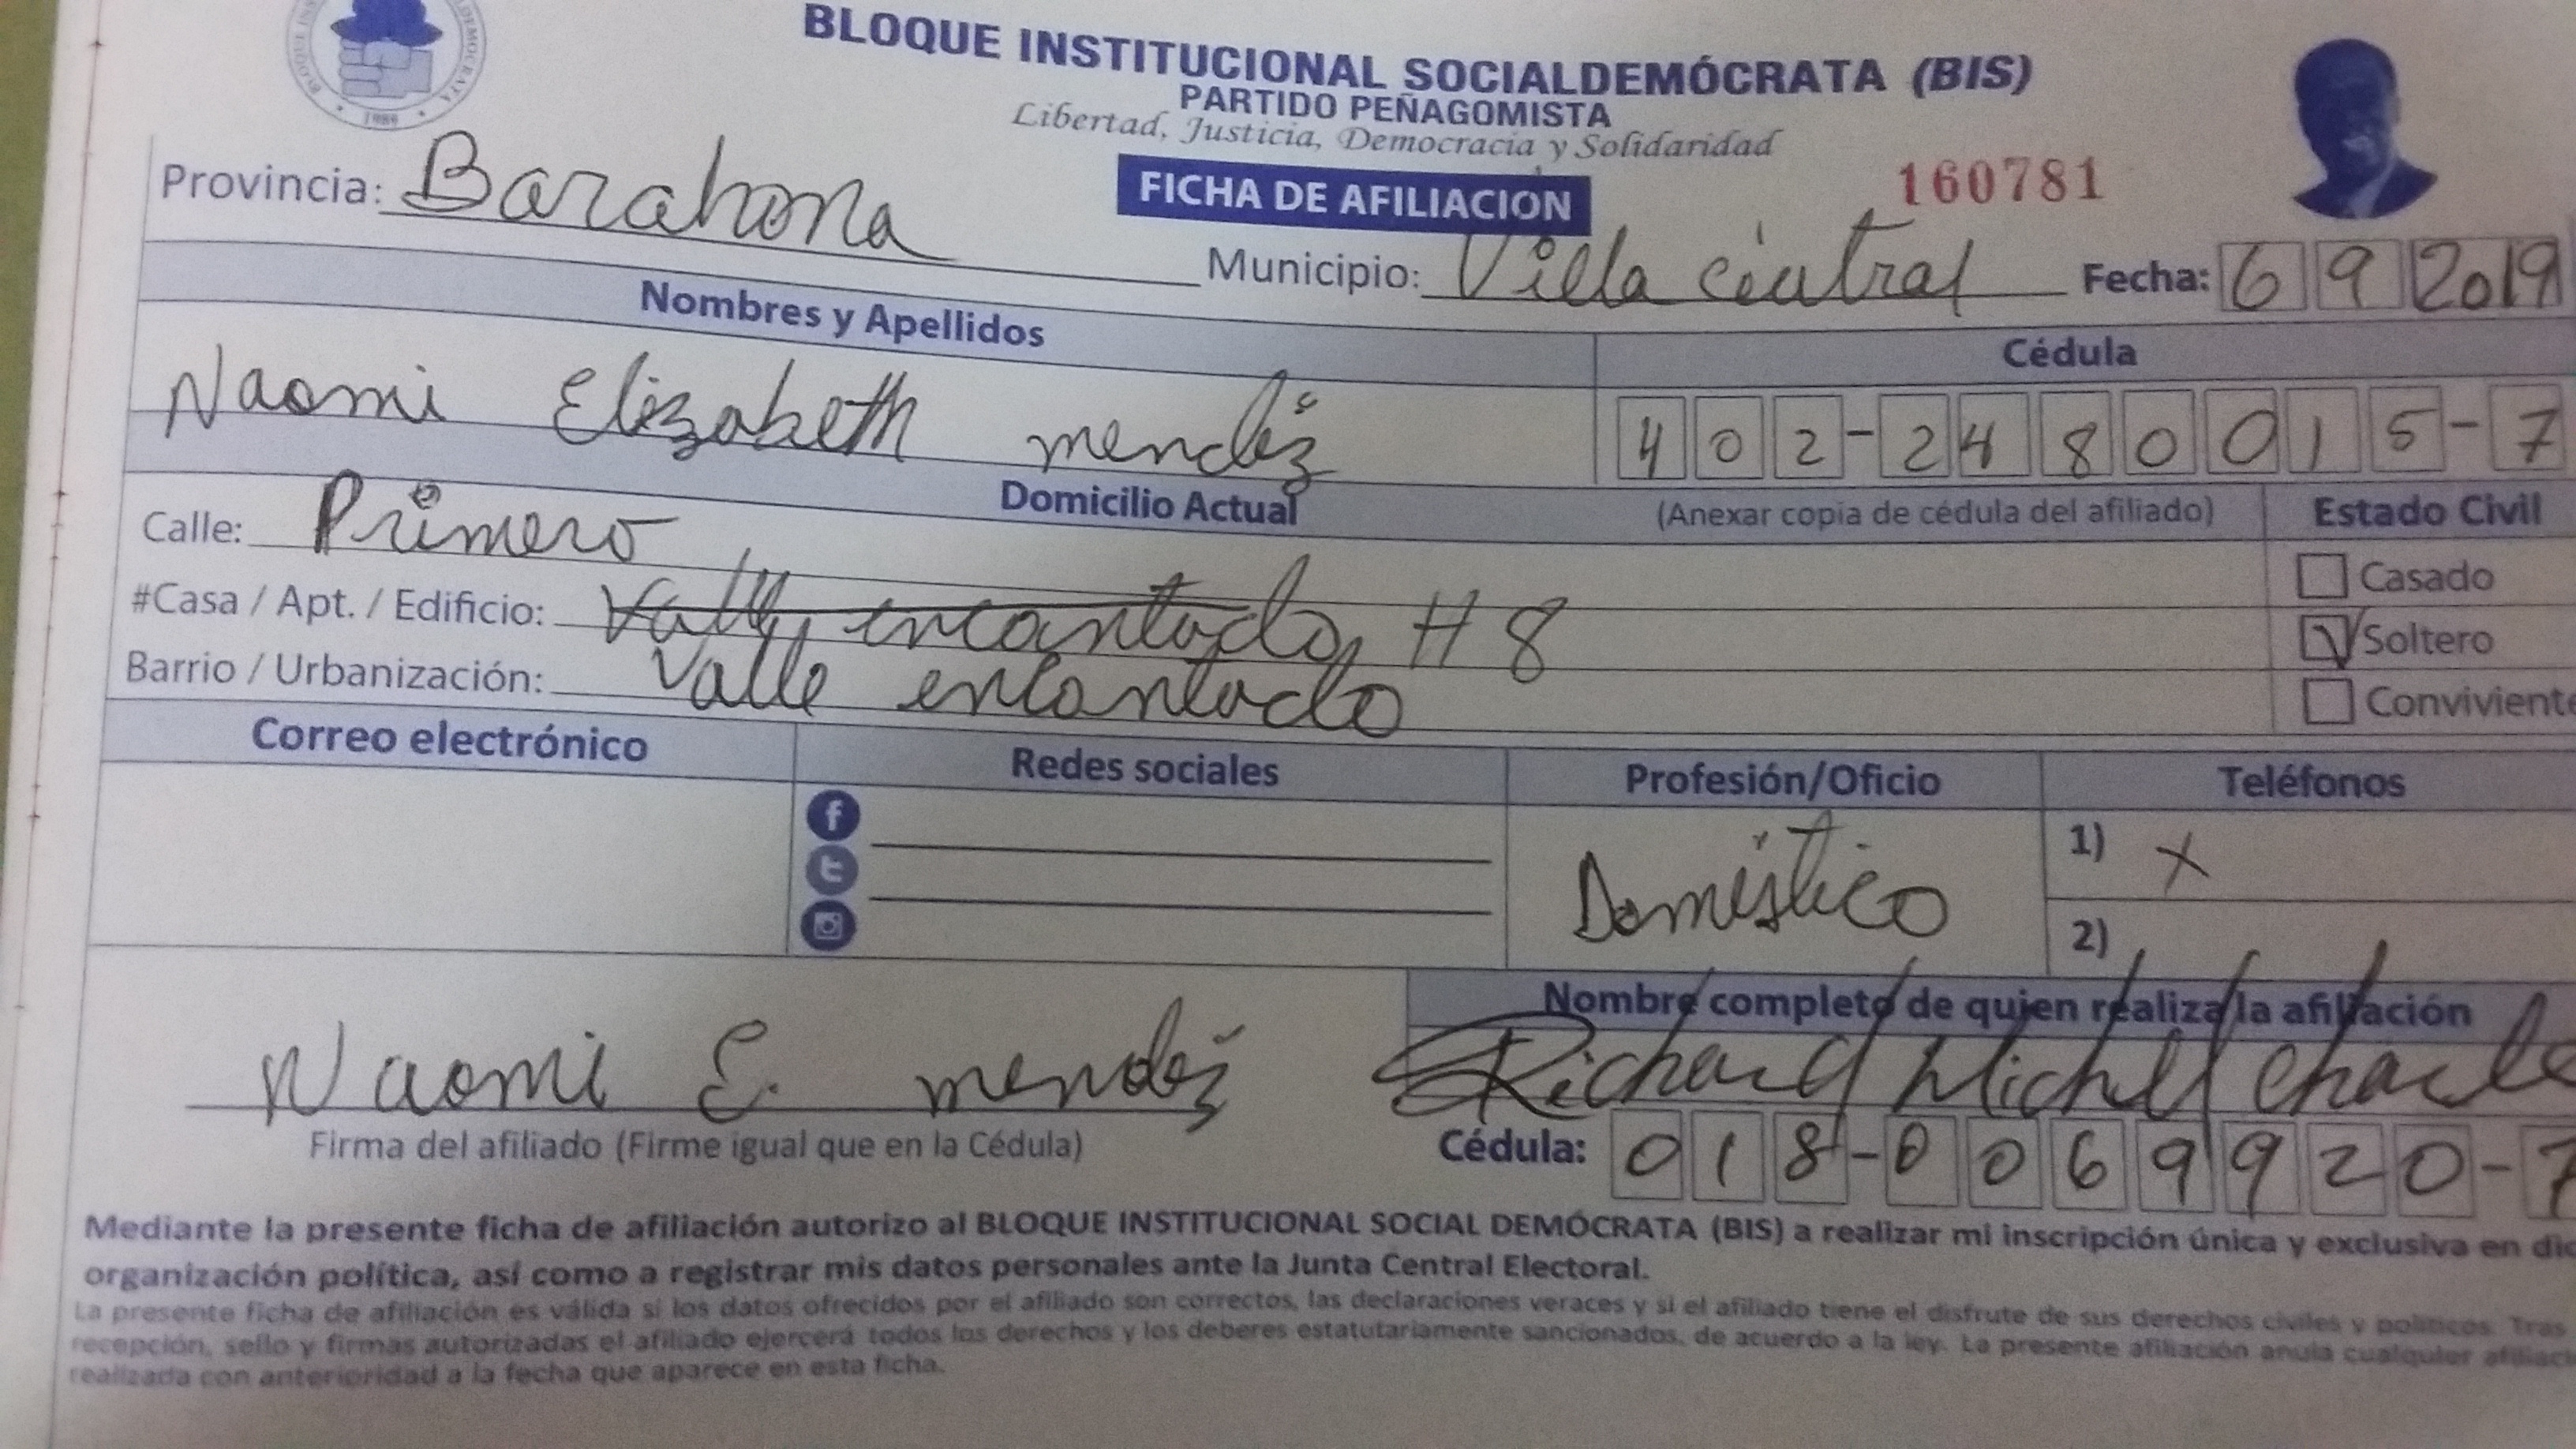 BLOQUE INSTITUCIONAL SOCIALDEMÓCRATA (BIS)
PARTIDO PEÑAGOMISTA
Libertad, Justicia, Democracia y Solidaridad
1989
FICHA DE AFILIACIÓN
160781
Provincia: Barahona
Municipio: Villa central Fecha: 6 9 2019
Nombres y Apellidos
Cédula
Naomi Elizabeth mendéz
402-2480015-7
Domicilio Actual
(Anexar copia de cédula del afiliado)
Estado Civil
Calle: Primero
Casado
#Casa / Apt. / Edificio: Valle encantado, #8
Soltero
Barrio / Urbanización: Valle encantado
Conviviente
Correo electrónico
Redes sociales
Profesión/Oficio
Teléfonos
Doméstico
1) X
2)
Nombre completo de quien realiza la afiliación
Naomi E. mendéz
Richard Michel Charle
Firma del afiliado (Firme igual que en la Cédula)
Cédula: 018-0069920-7
Mediante la presente ficha de afiliación autorizo al BLOQUE INSTITUCIONAL SOCIAL DEMÓCRATA (BIS) a realizar mi inscripción única y exclusiva en dic
organización política, así como a registrar mis datos personales ante la Junta Central Electoral.
La presente ficha de afiliación es válida si los datos ofrecidos por el afiliado son correctos, las declaraciones veraces y si el afiliado tiene el disfrute de sus derechos civiles y políticos. Tras
recepción, sello y firmas autorizadas el afiliado ejercerá todos los derechos y los deberes estatutariamente sancionados, de acuerdo a la ley. La presente afiliación anula cualquier afiliaci
realizada con anterioridad a la fecha que aparece en esta ficha.